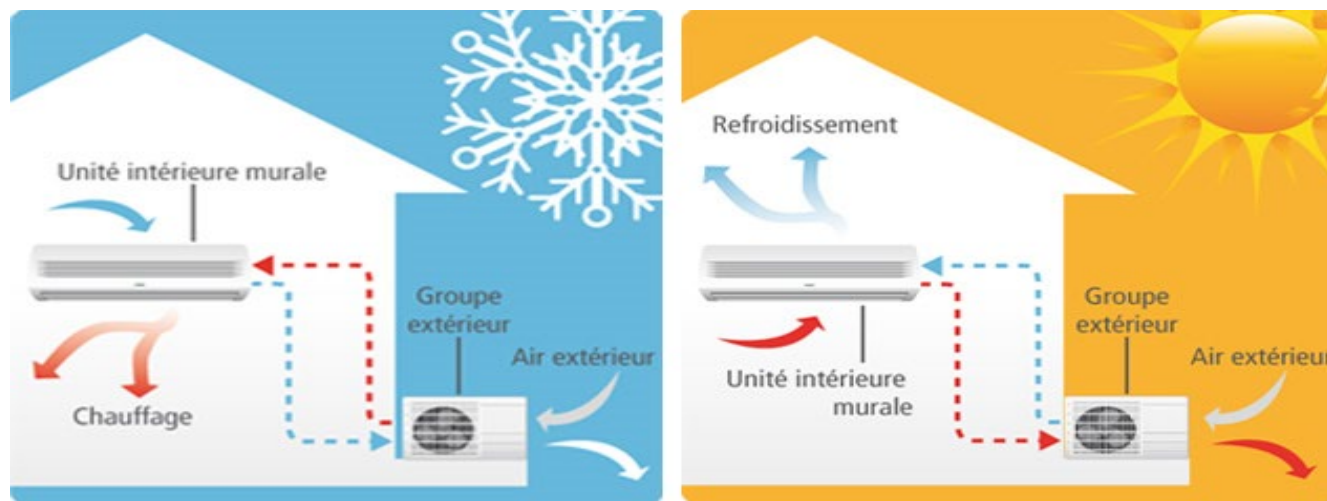 Unité intérieure murale
Groupe
extérieur
Air extérieur
Chauffage
Refroidissement
Groupe
extérieur
Air extérieur
Unité intérieure
murale